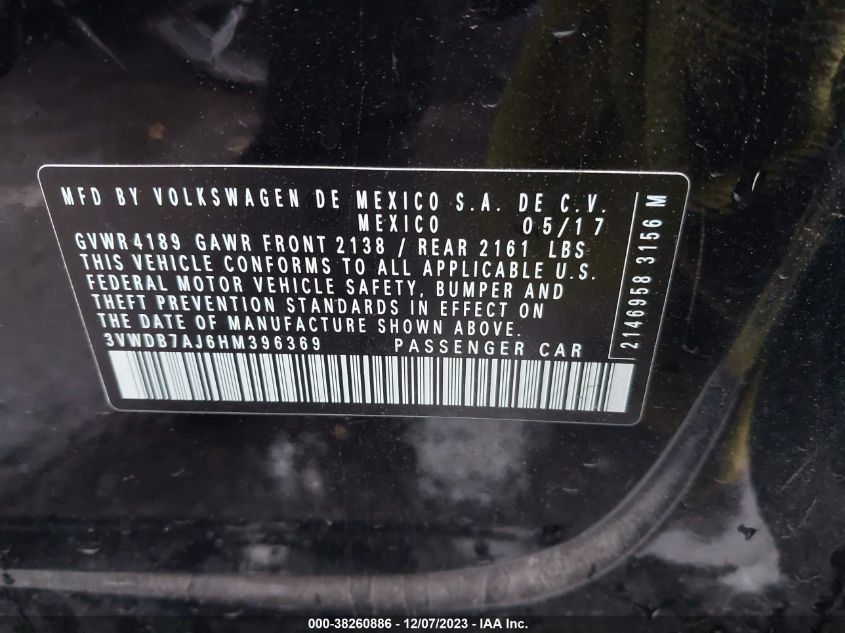 MFD BY VOLKSWAGEN DE MEXICO S.A. DE C.V.
MEXICO 05/17
GVWR4189 GAWR FRONT 2138 / REAR 2161 LBS
THIS VEHICLE CONFORMS TO ALL APPLICABLE U.S.
FEDERAL MOTOR VEHICLE SAFETY, BUMPER AND
THEFT PREVENTION STANDARDS IN EFFECT ON
THE DATE OF MANUFACTURE SHOWN ABOVE.
3VWDB7AJ6HM396369 PASSENGER CAR
2146958 3156 M
000-38260886 - 12/07/2023 - IAA Inc.